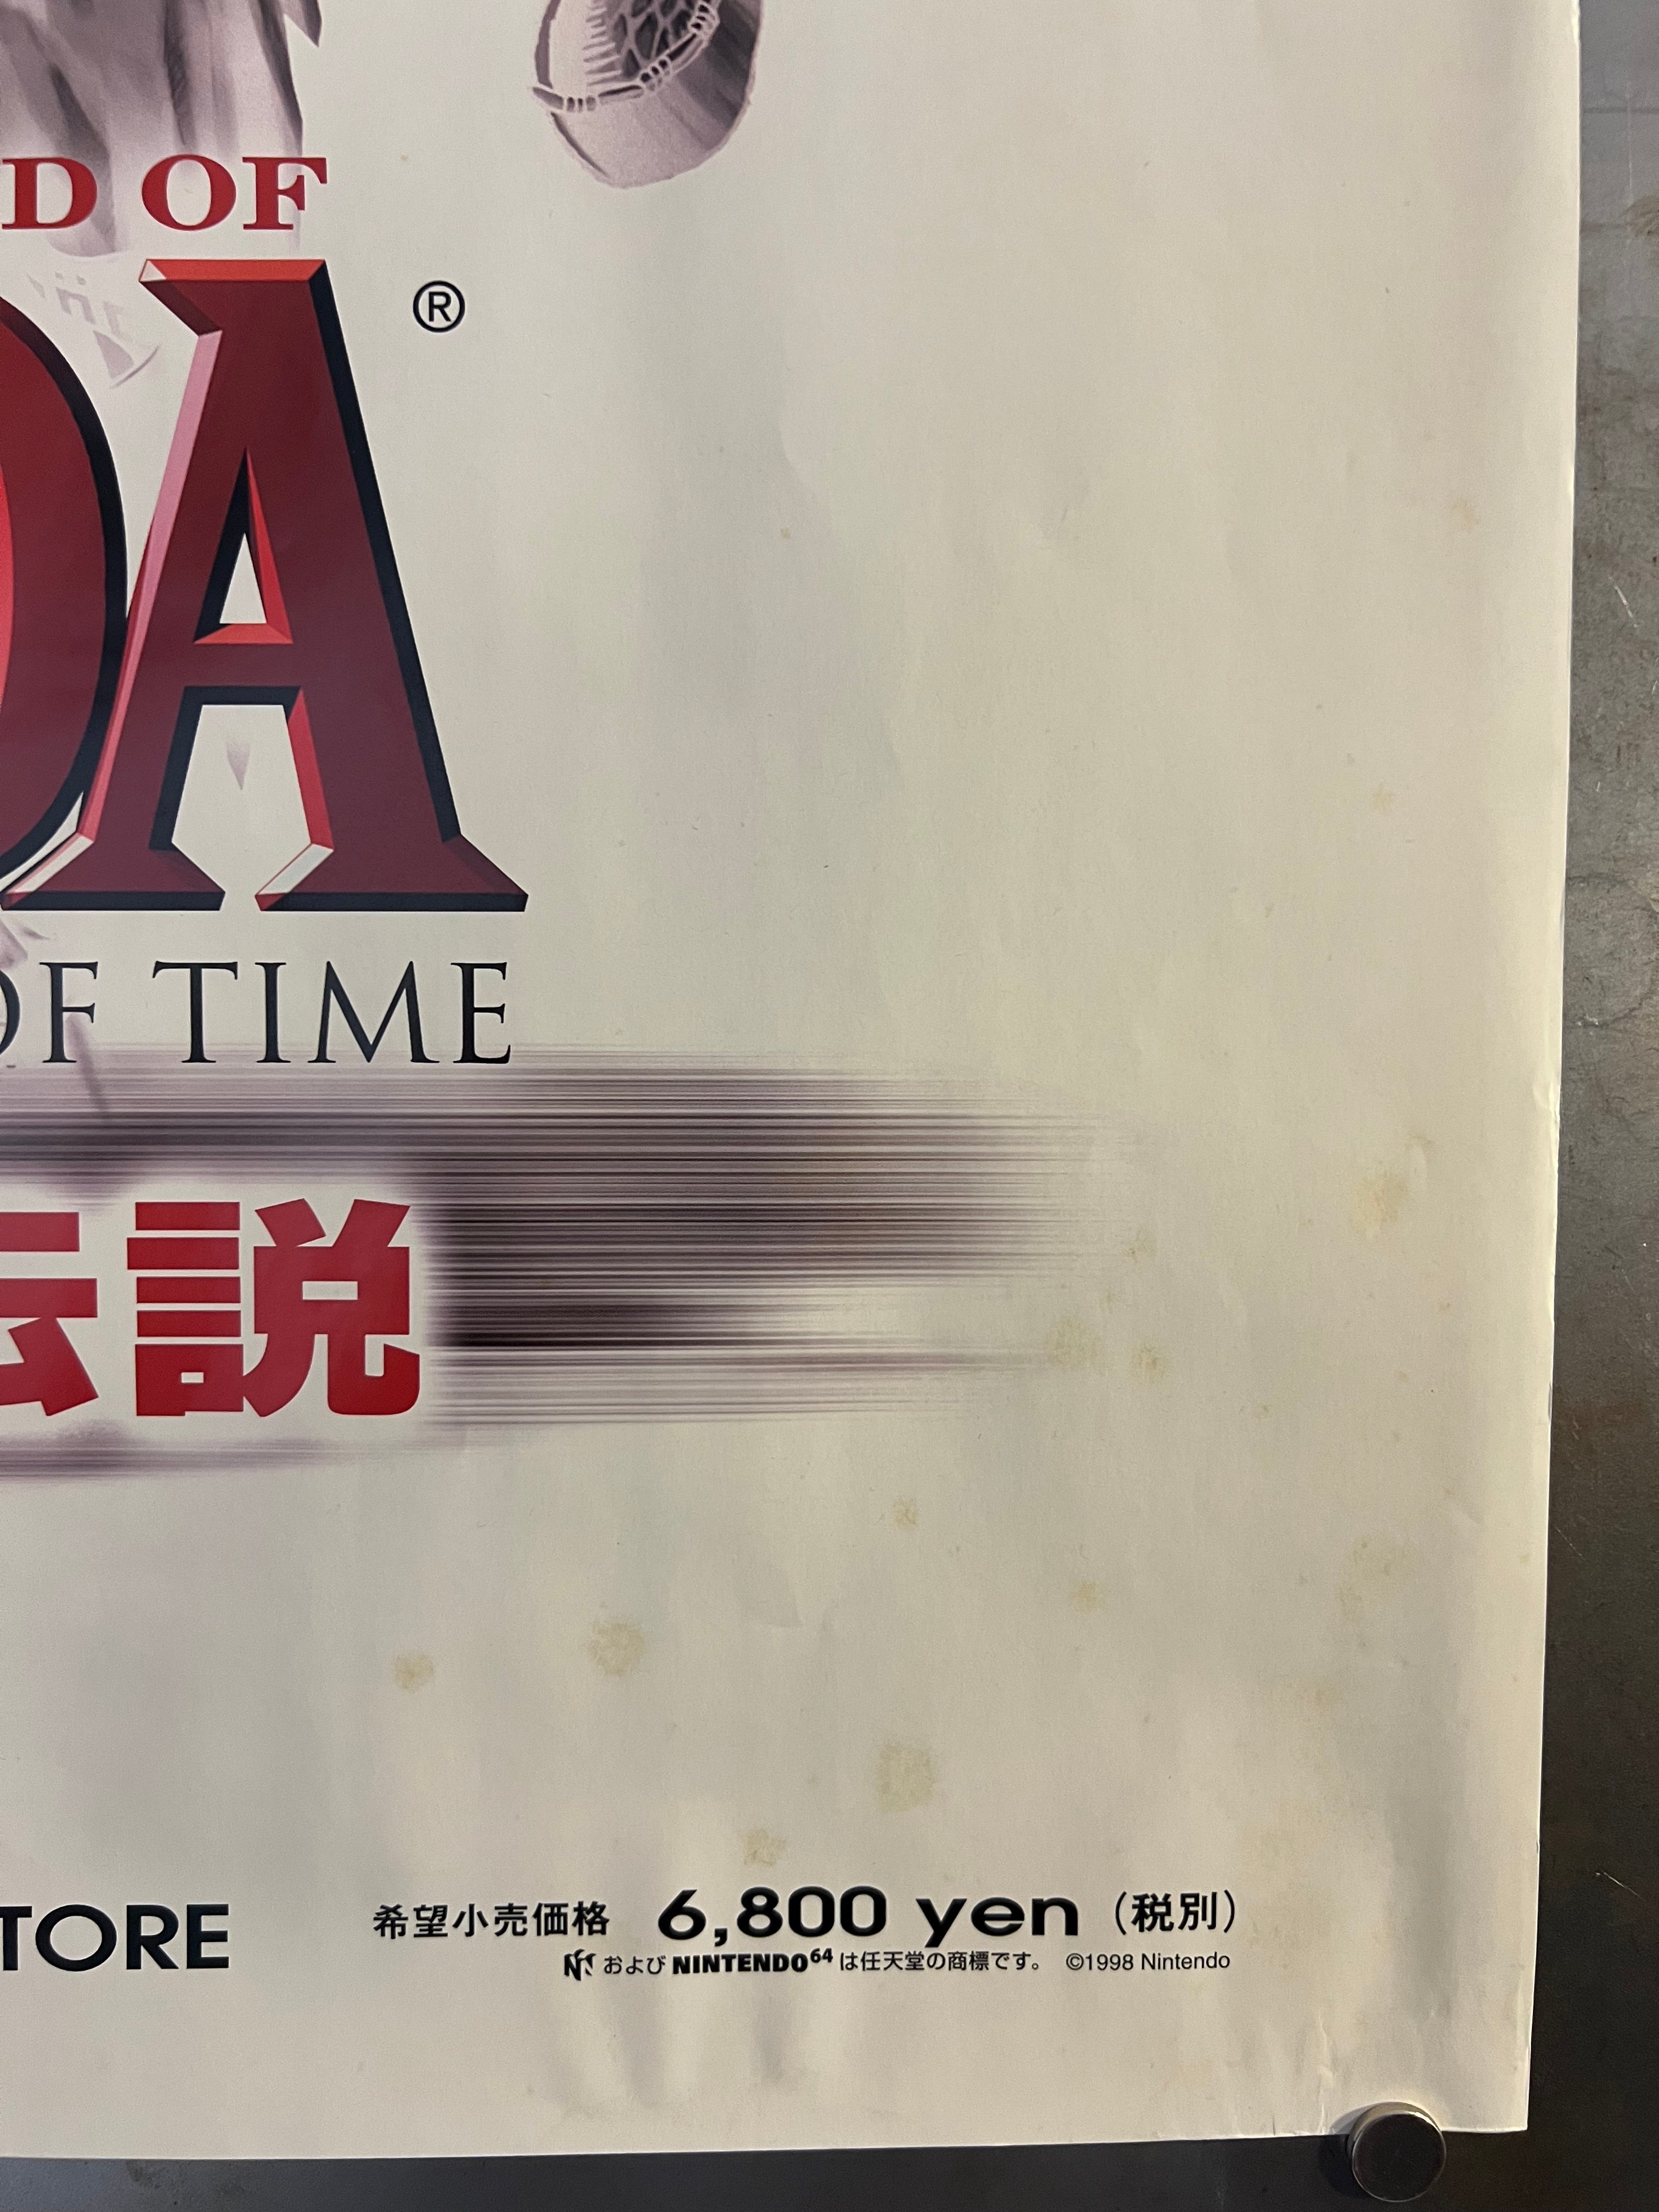 D OF
DA ®
OF TIME
伝説
TORE
希望小売価格 6,800 yen (税別)
および NINTENDO64 は任天堂の商標です。 ©1998 Nintendo